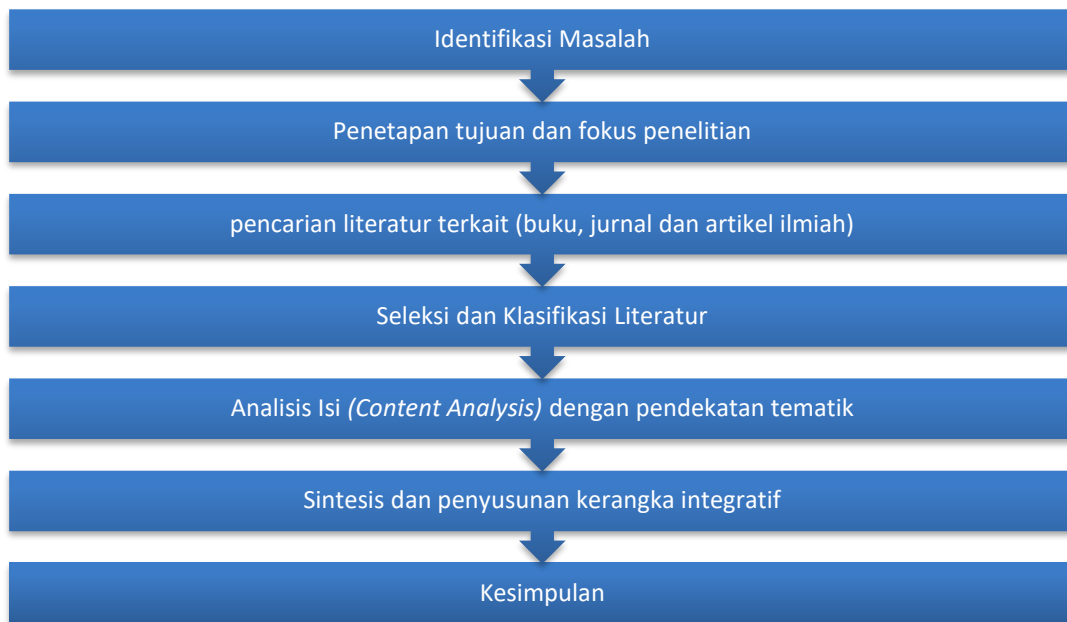 Identifikasi Masalah
Penetapan tujuan dan fokus penelitian
pencarian literatur terkait (buku, jurnal dan artikel ilmiah)
Seleksi dan Klasifikasi Literatur
Analisis Isi (Content Analysis) dengan pendekatan tematik
Sintesis dan penyusunan kerangka integratif
Kesimpulan